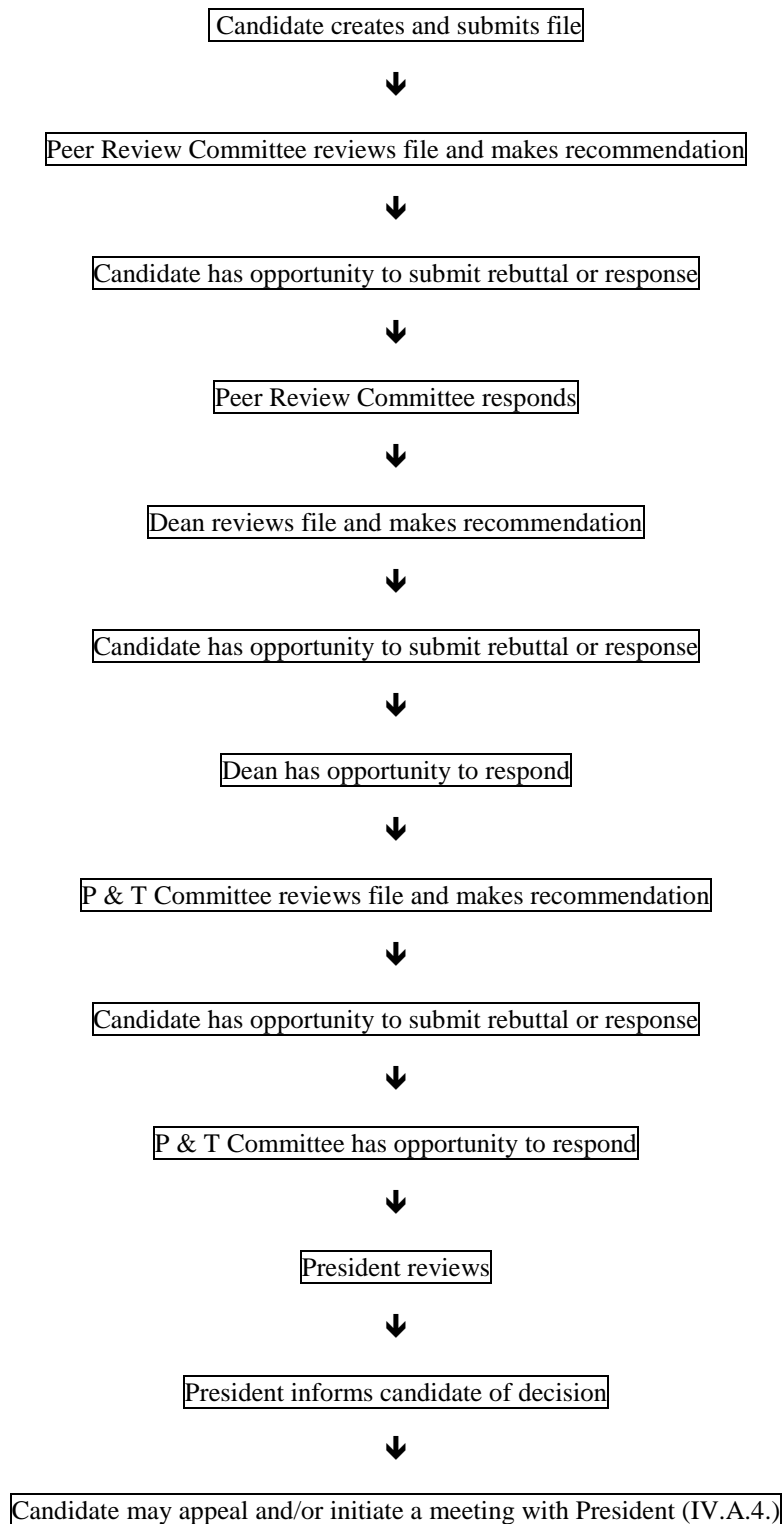 Candidate creates and submits file
Peer Review Committee reviews file and makes recommendation
Candidate has opportunity to submit rebuttal or response
Peer Review Committee responds
Dean reviews file and makes recommendation
Candidate has opportunity to submit rebuttal or response
Dean has opportunity to respond
P & T Committee reviews file and makes recommendation
Candidate has opportunity to submit rebuttal or response
P & T Committee has opportunity to respond
President reviews
President informs candidate of decision
Candidate may appeal and/or initiate a meeting with President (IV.A.4.)